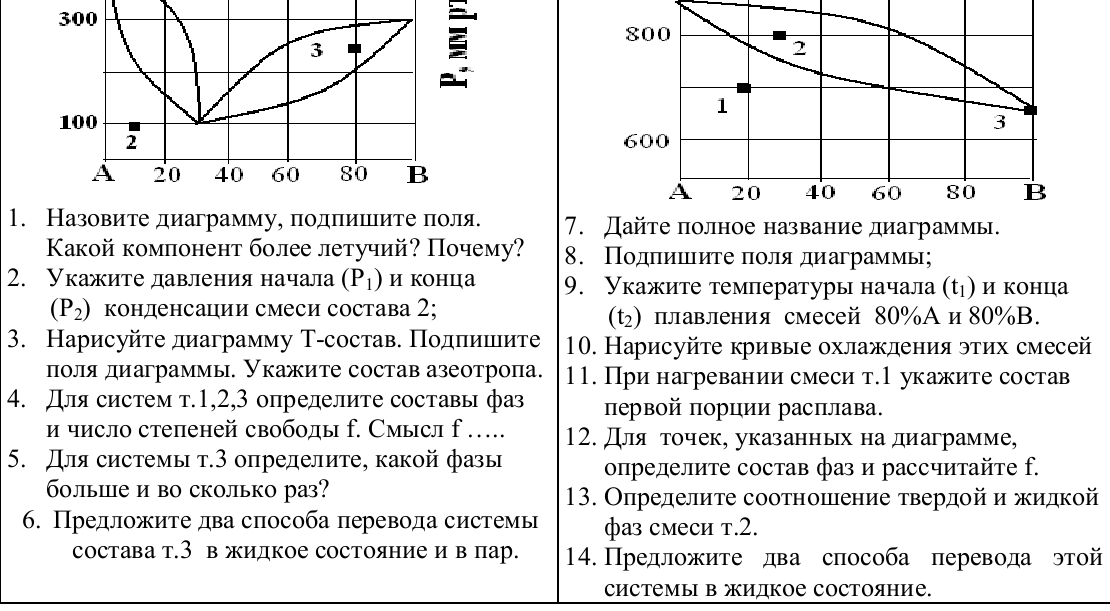 300
100
3
2
А 20 40 60 80 В
Р, мм рт
800
600
2
1
3
А 20 40 60 80 В
1. Назовите диаграмму, подпишите поля.
Какой компонент более летучий? Почему?
2. Укажите давления начала (Р₁) и конца
(Р₂) конденсации смеси состава 2;
3. Нарисуйте диаграмму Т-состав. Подпишите
поля диаграммы. Укажите состав азеотропа.
4. Для систем т.1,2,3 определите составы фаз
и число степеней свободы f. Смысл f …..
5. Для системы т.3 определите, какой фазы
больше и во сколько раз?
6. Предложите два способа перевода системы
состава т.3 в жидкое состояние и в пар.
7. Дайте полное название диаграммы.
8. Подпишите поля диаграммы;
9. Укажите температуры начала (t₁) и конца
(t₂) плавления смесей 80%А и 80%В.
10. Нарисуйте кривые охлаждения этих смесей
11. При нагревании смеси т.1 укажите состав
первой порции расплава.
12. Для точек, указанных на диаграмме,
определите состав фаз и рассчитайте f.
13. Определите соотношение твердой и жидкой
фаз смеси т.2.
14. Предложите два способа перевода этой
системы в жидкое состояние.